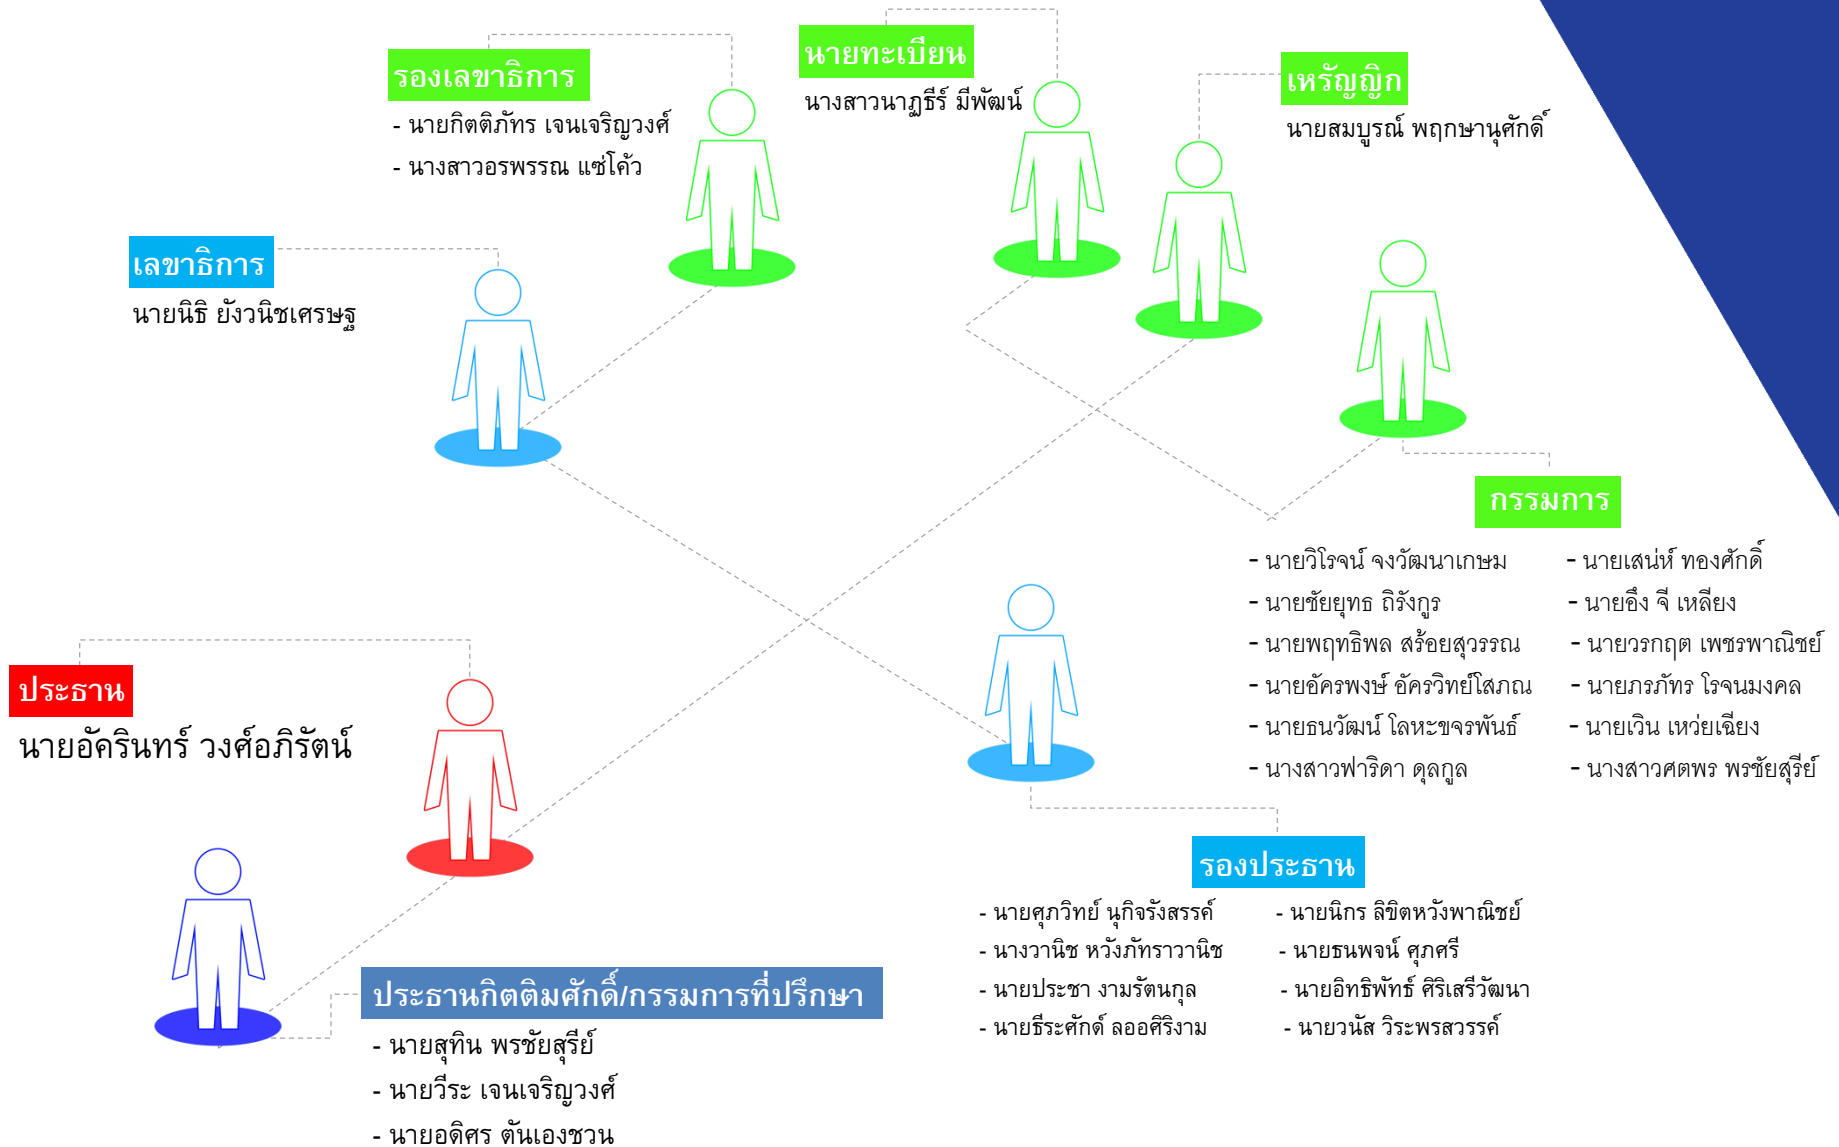 รองเลขาธิการ
- นายกิตติภัทร เจนเจริญวงศ์
- นางสาวอรพรรณ แซ่โค้ว
นายทะเบียน
นางสาวนาฏธีร์ มีพัฒน์
เหรัญญิก
นายสมบูรณ์ พฤกษานุศักดิ์
เลขาธิการ
นายนิธิ ยังวนิชเศรษฐ
กรรมการ
- นายวิโรจน์ จงวัฒนาเกษม
- นายเสน่ห์ ทองศักดิ์
- นายชัยยุทธ ถิรังกูร
- นายอึง จี เหลียง
- นายพฤทธิพล สร้อยสุวรรณ
- นายวรกฤต เพชรพาณิชย์
- นายอัครพงษ์ อัครวิทย์โสภณ
- นายภรภัทร โรจนมงคล
- นายธนวัฒน์ โลหะขจรพันธ์
- นายเวิน เหว่ยเฉียง
- นางสาวฟาริดา ดุลกูล
- นางสาวศตพร พรชัยสุรีย์
ประธาน
นายอัครินทร์ วงศ์อภิรัตน์
รองประธาน
- นายศุภวิทย์ นุกิจรังสรรค์
- นายนิกร ลิขิตหวังพาณิชย์
- นางวานิช หวังภัทราวานิช
- นายธนพจน์ ศุภศรี
- นายประชา งามรัตนกุล
- นายอิทธิพัทธ์ ศิริเสรีวัฒนา
- นายธีระศักด์ ลออศิริงาม
- นายวนัส วิระพรสวรรค์
ประธานกิตติมศักดิ์/กรรมการที่ปรึกษา
- นายสุทิน พรชัยสุรีย์
- นายวีระ เจนเจริญวงศ์
- นายอดิศร ตันเองชวน